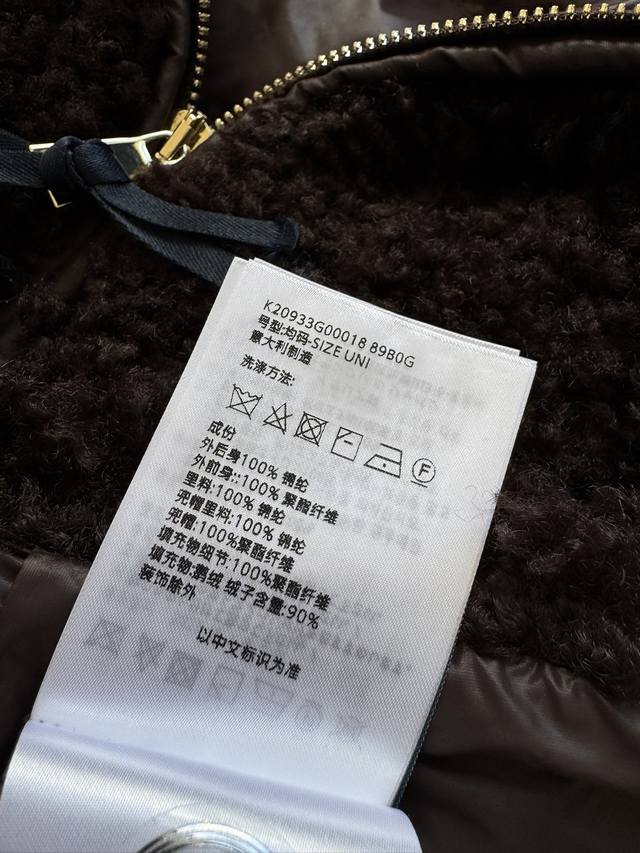 K20933G00018 89B0G
号型:均码-SIZE UNI
意大利制造
洗涤方法:
F
成份
外后身100% 锦纶
外前身::100% 聚酯纤维
里料:100% 锦纶
兜帽里料:100% 锦纶
兜帽:100%聚酯纤维
填充物细节:100%聚酯纤维
填充物:鹅绒 绒子含量:90%
装饰除外
以中文标识为准